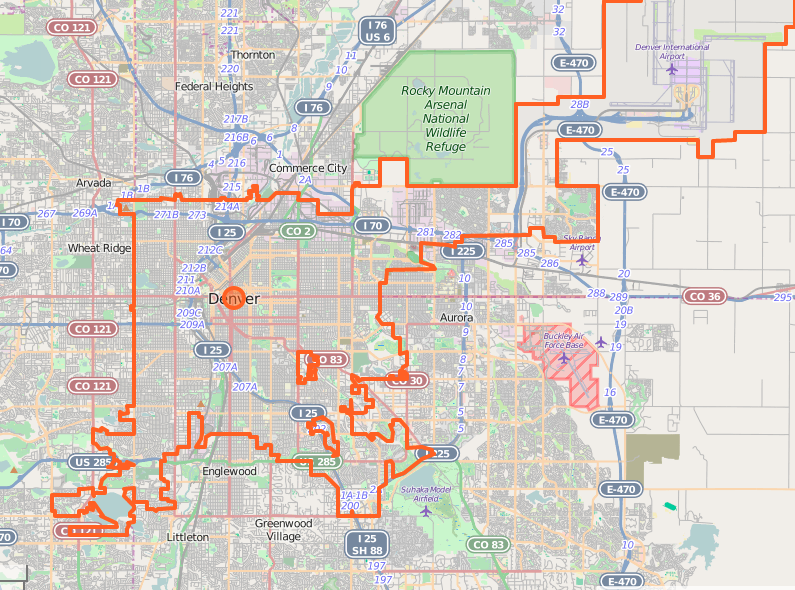 221
I 76
US 6
32
32
CO 121
221
Thornton
10
11
Denver International
Airport
E-470
CO 121
220
Federal Heights
9
Rocky Mountain
Arsenal
National
Wildlife
Refuge
I 76
28B
217B
216B
6
6
8
E-470
4
5
216
1
25
Commerce City
25
Arvada
1B
1B
I 76
215
2A
E-470
267
269A
271B
273
214A
I 70
I 25
CO 2
I 70
281
282
285
Wheat Ridge
64
212C
I 225
285
286
Sky Ranch
Airport
70
212B
211
210A
10
20
288
289
CO 36
295
Denver
209C
209A
10
20B
Aurora
19
CO 121
9
Buckley Air
Force Base
19
I 25
207A
CO 83
8
7
7
CO 30
CO 121
207A
16
I 25
5
5
E-470
US 285
US 285
225
Englewood
E-470
1A-1B
2
200
Suhaka Model
Airfield
CO 121
Greenwood
Village
70
Littleton
I 25
SH 88
CO 83
10
197
197
E-470